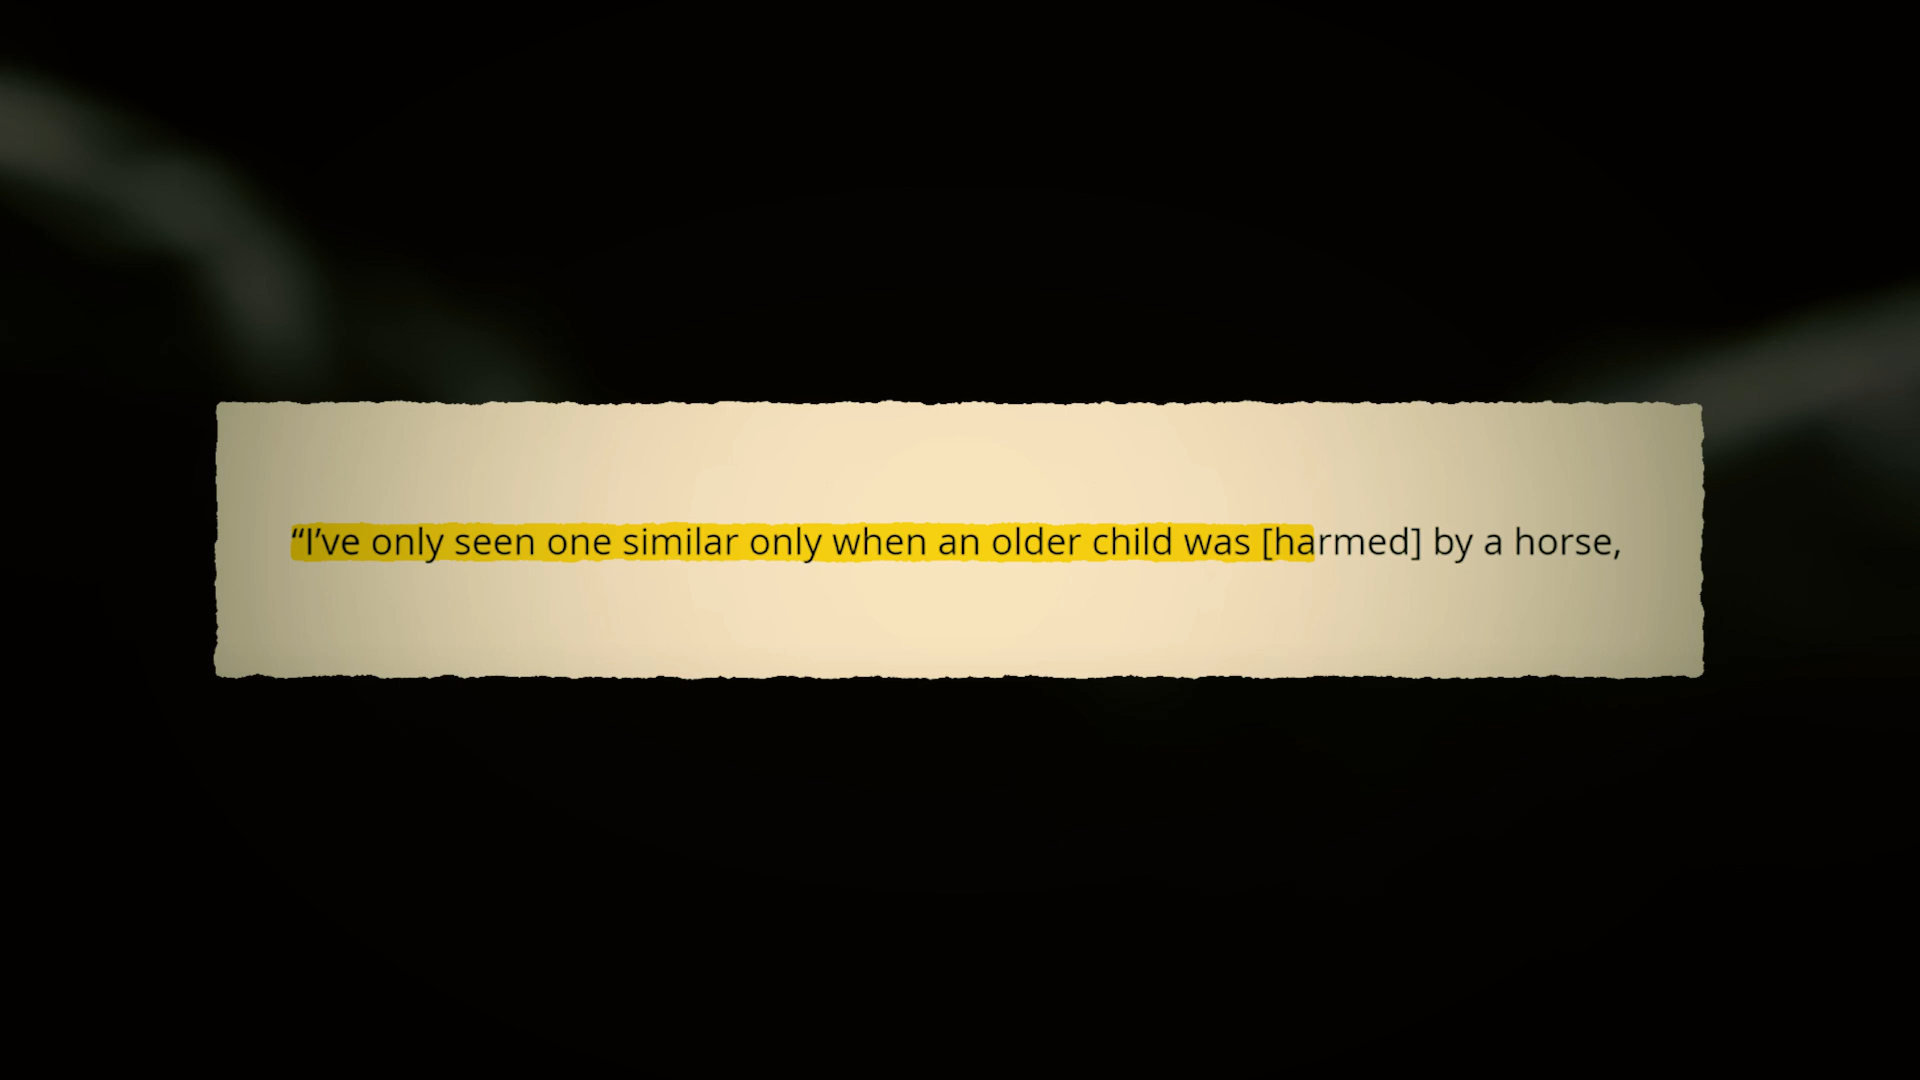 “I’ve only seen one similar only when an older child was [harmed] by a horse,